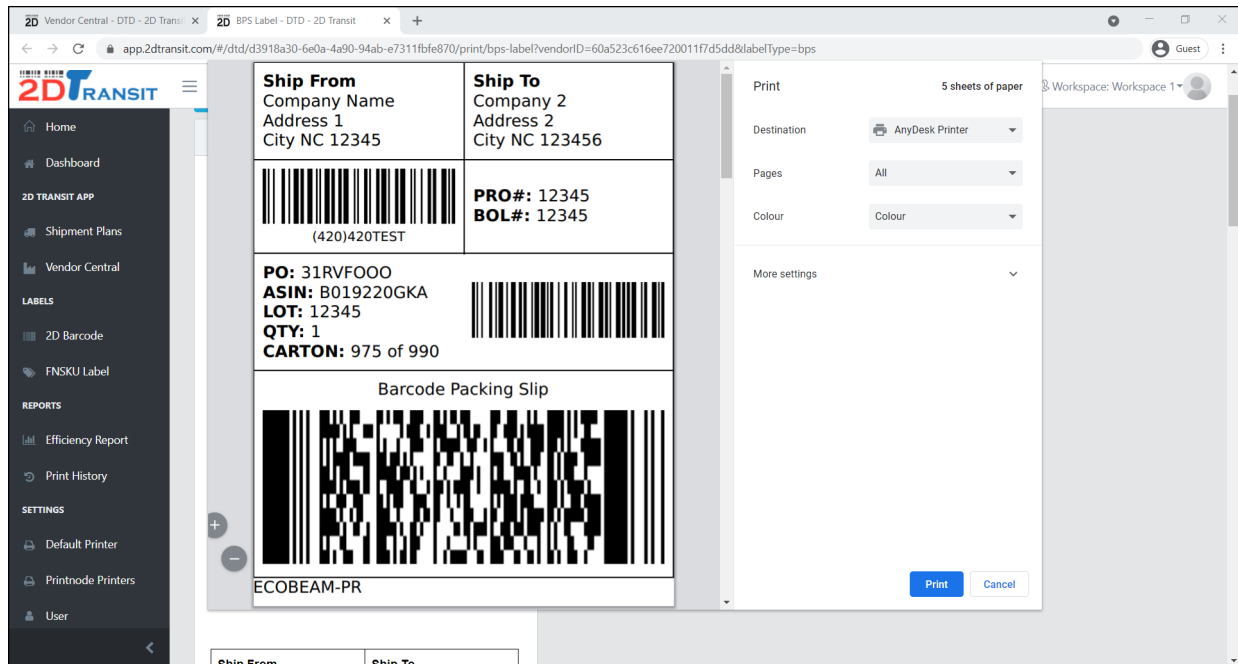 2D Vendor Central - DTD - 2D Transi
2D BPS Label - DTD - 2D Transit
app.2dtransit.com/#/dtd/d3918a30-6e0a-4a90-94ab-e7311fbfe870/print/bps-label?vendorID=60a523c616ee720011f7d5dd&labelType=bps
Guest
2DTRANSIT
Workspace: Workspace 1
Home
Dashboard
2D TRANSIT APP
Shipment Plans
Vendor Central
LABELS
2D Barcode
FNSKU Label
REPORTS
Efficiency Report
Print History
SETTINGS
Default Printer
Printnode Printers
User
Ship From
Company Name
Address 1
City NC 12345
Ship To
Company 2
Address 2
City NC 123456
(420)420TEST
PRO#: 12345
BOL#: 12345
PO: 31RVFOOO
ASIN: B019220GKA
LOT: 12345
QTY: 1
CARTON: 975 of 990
Barcode Packing Slip
ECOBEAM-PR
Print
5 sheets of paper
Destination
AnyDesk Printer
Pages
All
Colour
Colour
More settings
Print
Cancel
Ship From
Ship To